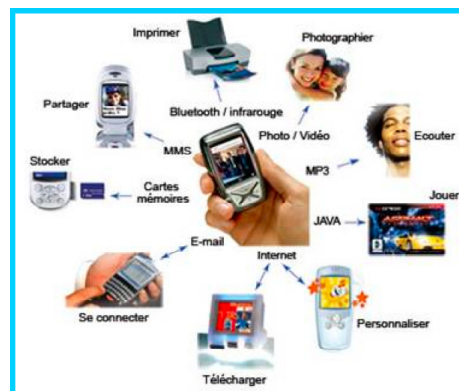 Imprimer
Photographier
Partager
Bluetooth / infrarouge
Photo / Vidéo
Ecouter
MMS
MP3
Stocker
Cartes
mémoires
Jouer
JAVA
ASPHALT
E-mail
Internet
Se connecter
Personnaliser
Télécharger